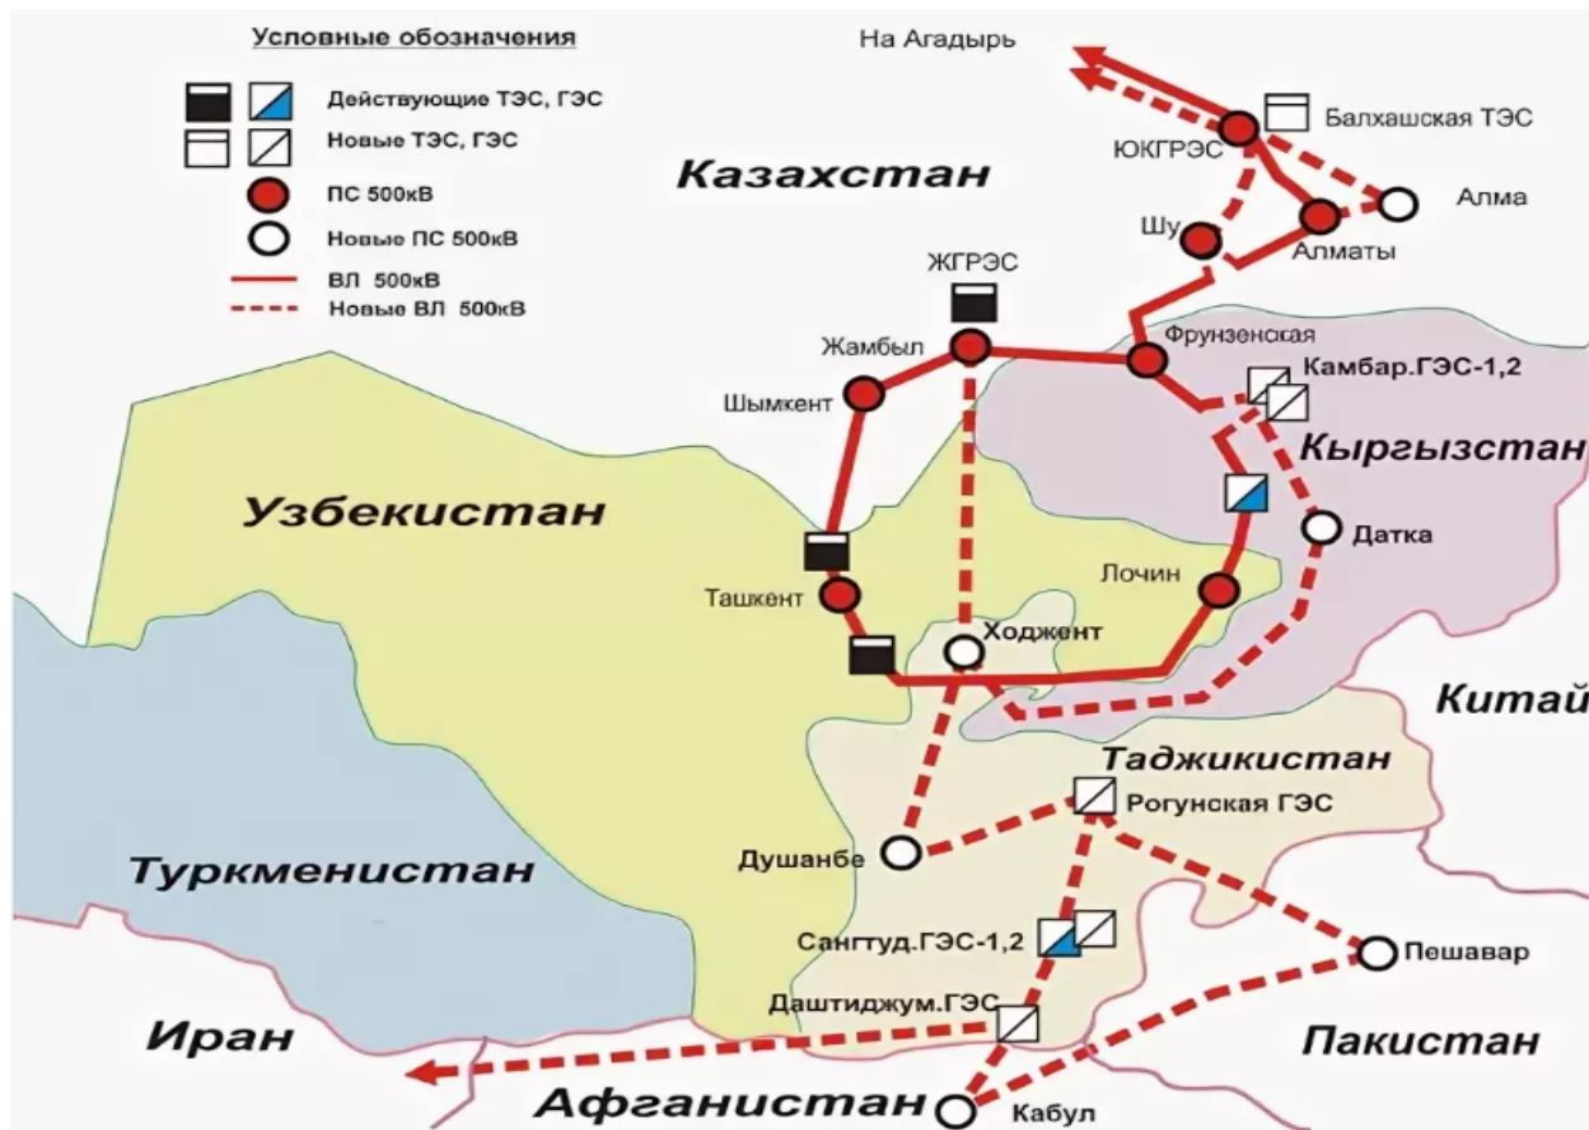 Условные обозначения
Действующие ТЭС, ГЭС
Новые ТЭС, ГЭС
ПС 500кВ
Новые ПС 500кВ
ВЛ 500кВ
Новые ВЛ 500кВ
На Агадырь
Балхашская ТЭС
ЮКГРЭС
Казахстан
Алма
Шу
Алматы
ЖГРЭС
Фрунзенская
Жамбыл
Камбар.ГЭС-1,2
Шымкент
Кыргызстан
Узбекистан
Датка
Лочин
Ташкент
Ходжент
Китай
Таджикистан
Рогунская ГЭС
Душанбе
Туркменистан
Сангтуд.ГЭС-1,2
Пешавар
Даштиджум.ГЭС
Иран
Пакистан
Афганистан
Кабул